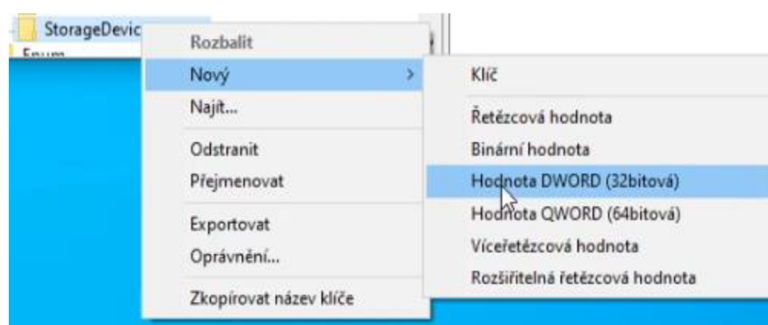 StorageDevic
Enum
Rozbalit
Nový
Najít...
Odstranit
Přejmenovat
Exportovat
Oprávnění...
Zkopírovat název klíče
Klíč
Řetězcová hodnota
Binární hodnota
Hodnota DWORD (32bitová)
Hodnota QWORD (64bitová)
Víceřetězcová hodnota
Rozšiřitelná řetězcová hodnota